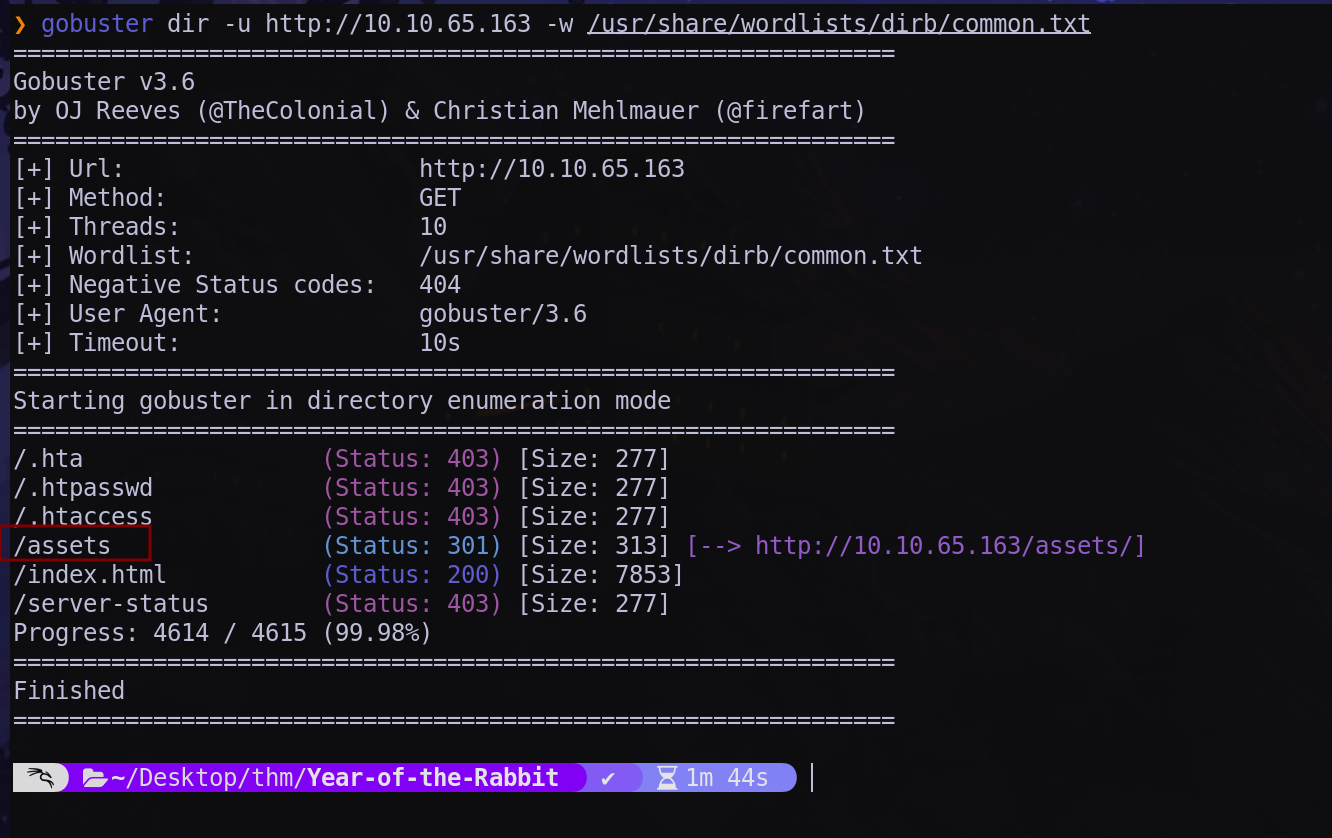 ❯ gobuster dir -u http://10.10.65.163 -w /usr/share/wordlists/dirb/common.txt
===============================================================
Gobuster v3.6
by OJ Reeves (@TheColonial) & Christian Mehlmauer (@firefart)
===============================================================
[+] Url:                     http://10.10.65.163
[+] Method:                  GET
[+] Threads:                 10
[+] Wordlist:                /usr/share/wordlists/dirb/common.txt
[+] Negative Status codes:   404
[+] User Agent:              gobuster/3.6
[+] Timeout:                 10s
===============================================================
Starting gobuster in directory enumeration mode
===============================================================
/.hta                 (Status: 403) [Size: 277]
/.htpasswd            (Status: 403) [Size: 277]
/.htaccess            (Status: 403) [Size: 277]
/assets               (Status: 301) [Size: 313] [--> http://10.10.65.163/assets/]
/index.html           (Status: 200) [Size: 7853]
/server-status        (Status: 403) [Size: 277]
Progress: 4614 / 4615 (99.98%)
===============================================================
Finished
===============================================================
~/Desktop/thm/Year-of-the-Rabbit ✔ 1m 44s